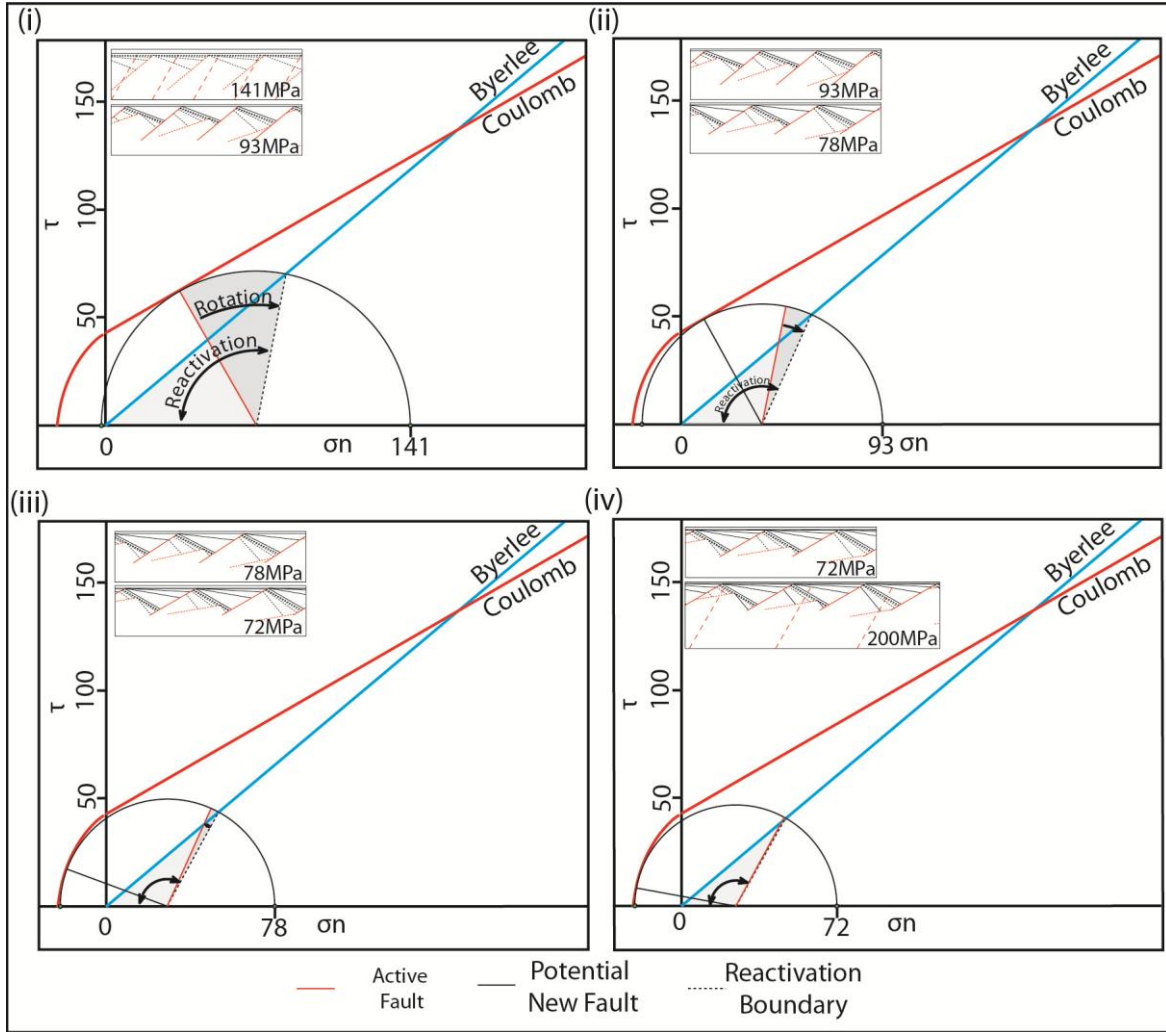 (i)
141MPa
93MPa
Byerlee
Coulomb
150
100
50
τ
Rotation
Reactivation
0
σn
141
(ii)
93MPa
78MPa
Byerlee
Coulomb
150
100
50
τ
Reactivation
0
93
σn
(iii)
78MPa
72MPa
Byerlee
Coulomb
150
100
50
τ
0
78
σn
(iv)
72MPa
200MPa
Byerlee
Coulomb
150
100
50
τ
0
72
σn
Active
Fault
Potential
New Fault
Reactivation
Boundary